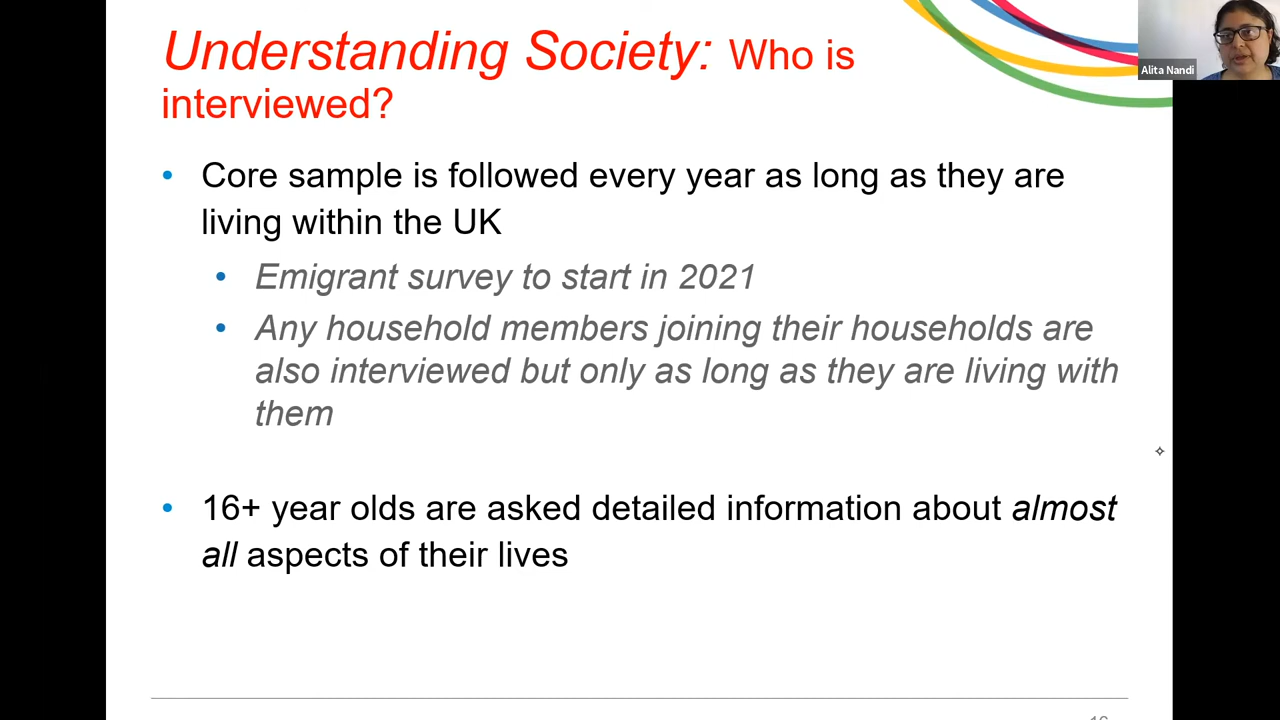 Understanding Society: Who is
interviewed?
Alita Nandi
• Core sample is followed every year as long as they are
living within the UK
• Emigrant survey to start in 2021
• Any household members joining their households are
also interviewed but only as long as they are living with
them
• 16+ year olds are asked detailed information about almost
all aspects of their lives